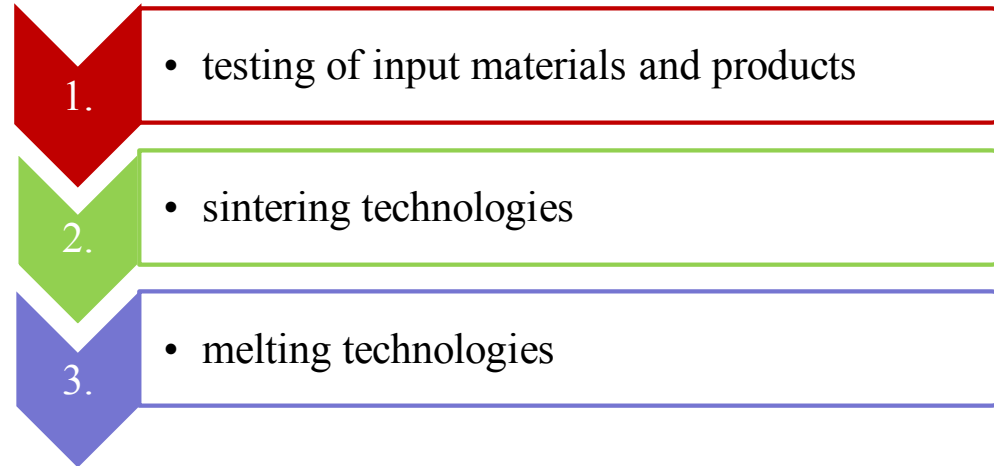 1.
• testing of input materials and products
2.
• sintering technologies
3.
• melting technologies